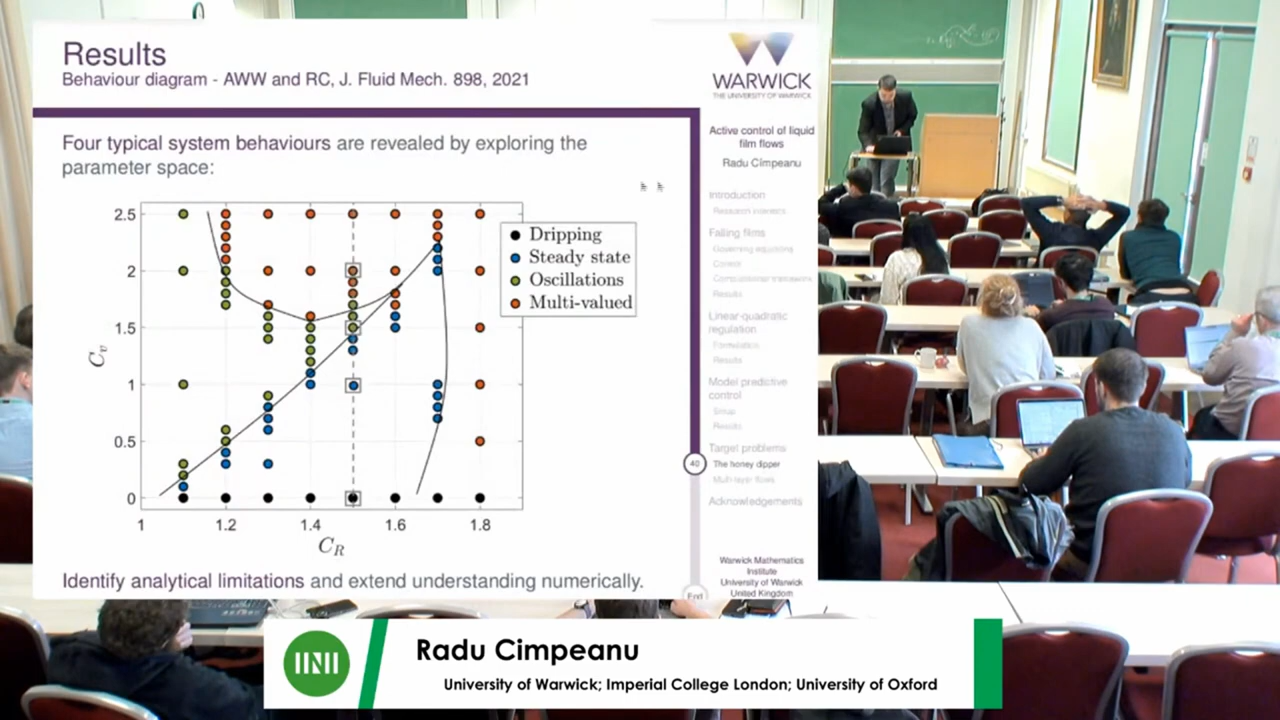 Results
Behaviour diagram - AWW and RC, J. Fluid Mech. 898, 2021
WARWICK
THE UNIVERSITY OF WARWICK
Four typical system behaviours are revealed by exploring the
parameter space:
2.5
2
1.5
1
0.5
0
C_v
1
1.2
1.4
1.6
1.8
C_R
Dripping
Steady state
Oscillations
Multi-valued
Identify analytical limitations and extend understanding numerically.
Active control of liquid
film flows
Radu Cimpeanu
Introduction
Research interests
Falling films
Governing equations
Control
Computational framework
Results
Linear-quadratic
regulation
Formulation
Results
Model predictive
control
Setup
Results
Target problems
40
The honey dipper
Multi-layer flows
Acknowledgements
Warwick Mathematics
Institute
University of Warwick
United Kingdom
End
Radu Cimpeanu
University of Warwick; Imperial College London; University of Oxford